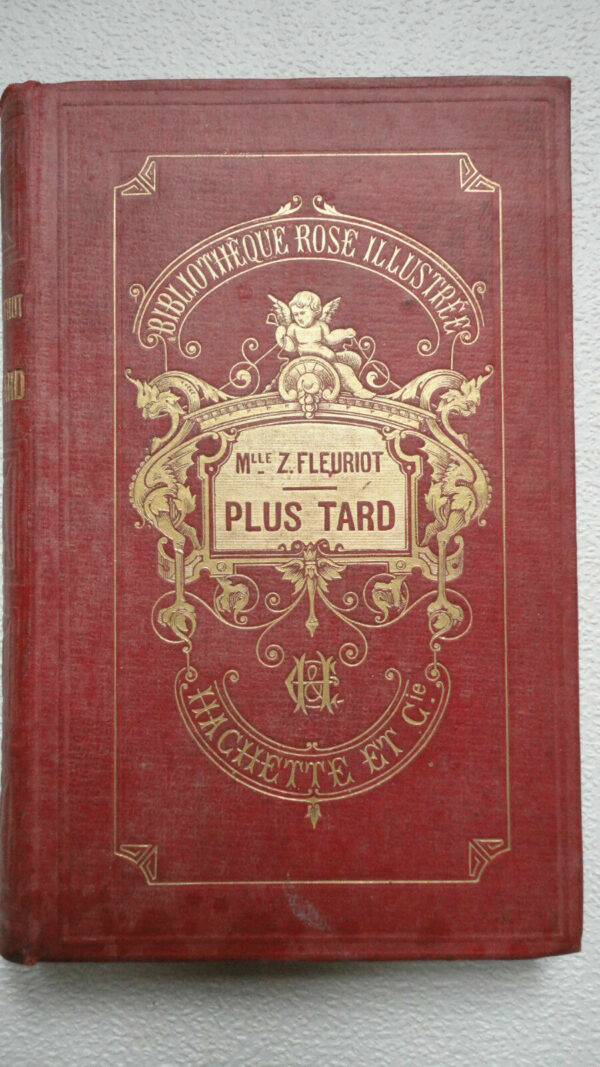 BIBLIOTHÈQUE ROSE ILLUSTRÉE
MLLE Z. FLEURIOT
PLUS TARD
H&C
HACHETTE ET Cie